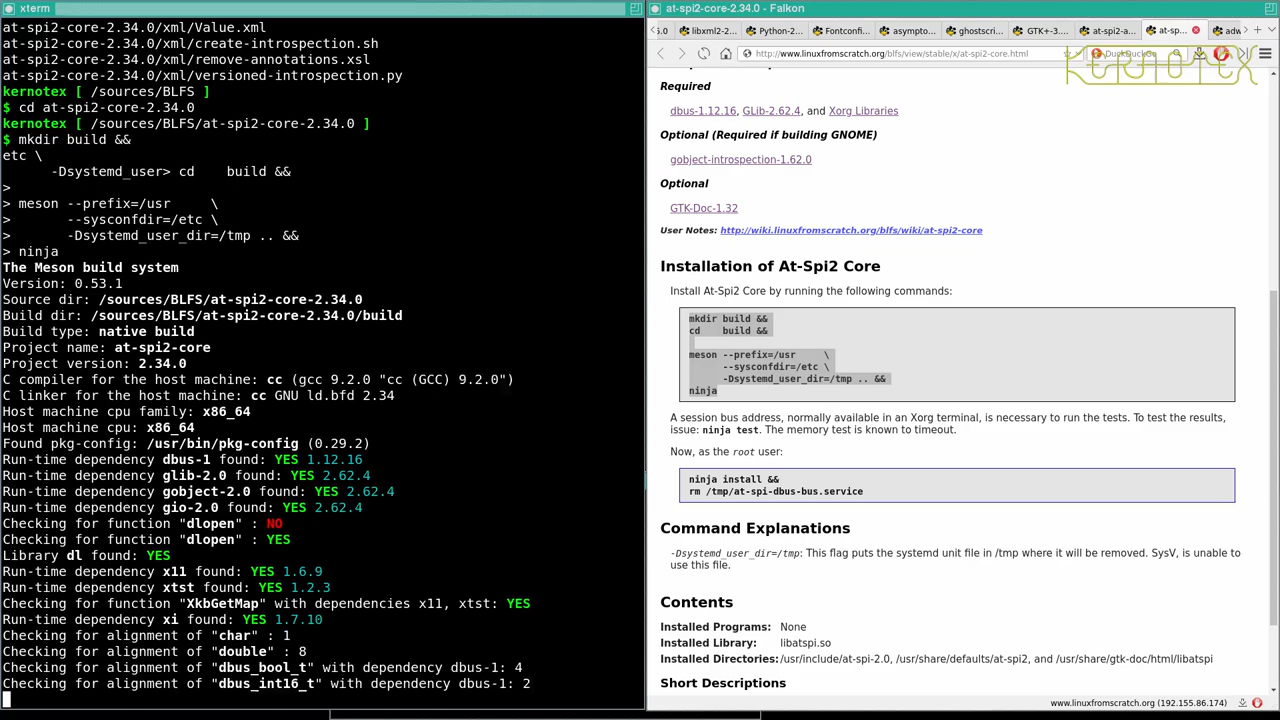 xterm
at-spi2-core-2.34.0/xml/Value.xml
at-spi2-core-2.34.0/xml/create-introspection.sh
at-spi2-core-2.34.0/xml/remove-annotations.xsl
at-spi2-core-2.34.0/xml/versioned-introspection.py
kernotex [ /sources/BLFS ]
$ cd at-spi2-core-2.34.0
kernotex [ /sources/BLFS/at-spi2-core-2.34.0 ]
$ mkdir build &&
etc \
-Dsystemd_user> cd    build &&
>
> meson --prefix=/usr      \
>       --sysconfdir=/etc \
>       -Dsystemd_user_dir=/tmp .. &&
> ninja
The Meson build system
Version: 0.53.1
Source dir: /sources/BLFS/at-spi2-core-2.34.0
Build dir: /sources/BLFS/at-spi2-core-2.34.0/build
Build type: native build
Project name: at-spi2-core
Project version: 2.34.0
C compiler for the host machine: cc (gcc 9.2.0 "cc (GCC) 9.2.0")
C linker for the host machine: cc GNU ld.bfd 2.34
Host machine cpu family: x86_64
Host machine cpu: x86_64
Found pkg-config: /usr/bin/pkg-config (0.29.2)
Run-time dependency dbus-1 found: YES 1.12.16
Run-time dependency glib-2.0 found: YES 2.62.4
Run-time dependency gobject-2.0 found: YES 2.62.4
Run-time dependency gio-2.0 found: YES 2.62.4
Checking for function "dlopen" : NO
Checking for function "dlopen" : YES
Library dl found: YES
Run-time dependency x11 found: YES 1.6.9
Run-time dependency xtst found: YES 1.2.3
Checking for function "XkbGetMap" with dependencies x11, xtst: YES
Run-time dependency xi found: YES 1.7.10
Checking for alignment of "char" : 1
Checking for alignment of "double" : 8
Checking for alignment of "dbus_bool_t" with dependency dbus-1: 4
Checking for alignment of "dbus_int16_t" with dependency dbus-1: 2
at-spi2-core-2.34.0 - Falkon
5.0 libxml2-2... Python-2... Fontconfi... asympto... ghostscri... GTK+-3.... at-spi2-a... at-sp... adw
http://www.linuxfromscratch.org/blfs/view/stable/x/at-spi2-core.html DuckDuckGo
KERNOTEX
Required
dbus-1.12.16, GLib-2.62.4, and Xorg Libraries
Optional (Required if building GNOME)
gobject-introspection-1.62.0
Optional
GTK-Doc-1.32
User Notes: http://wiki.linuxfromscratch.org/blfs/wiki/at-spi2-core
Installation of At-Spi2 Core
Install At-Spi2 Core by running the following commands:
mkdir build &&
cd    build &&
meson --prefix=/usr     \
--sysconfdir=/etc \
-Dsystemd_user_dir=/tmp .. &&
ninja
A session bus address, normally available in an Xorg terminal, is necessary to run the tests. To test the results,
issue: ninja test. The memory test is known to timeout.
Now, as the root user:
ninja install &&
rm /tmp/at-spi-dbus-bus.service
Command Explanations
-Dsystemd_user_dir=/tmp: This flag puts the systemd unit file in /tmp where it will be removed. SysV, is unable to
use this file.
Contents
Installed Programs: None
Installed Library: libatspi.so
Installed Directories: /usr/include/at-spi-2.0, /usr/share/defaults/at-spi2, and /usr/share/gtk-doc/html/libatspi
Short Descriptions
www.linuxfromscratch.org (192.155.86.174)